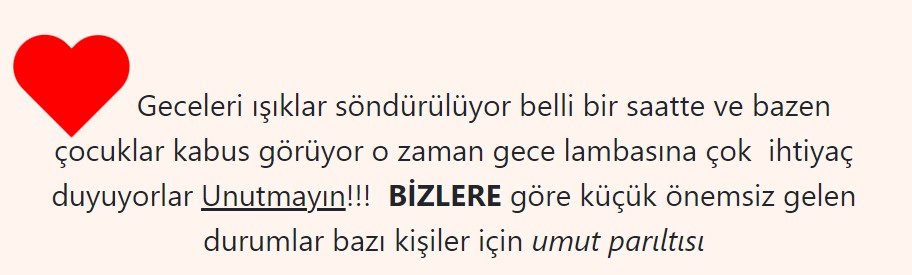 Geceleri ışıklar söndürülüyor belli bir saatte ve bazen
çocuklar kabus görüyor o zaman gece lambasına çok  ihtiyaç
duyuyorlar Unutmayın!!!  BİZLERE göre küçük önemsiz gelen
durumlar bazı kişiler için umut parıltısı